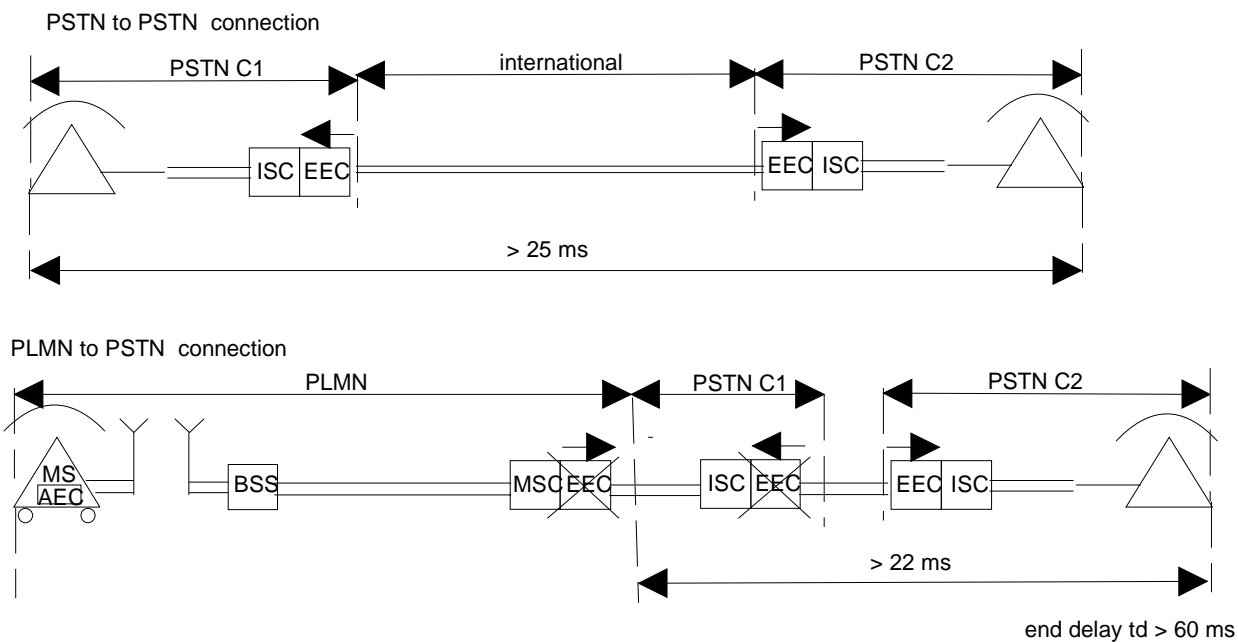 PSTN to PSTN connection
PSTN C1
international
PSTN C2
ISC EEC
EEC ISC
> 25 ms
PLMN to PSTN connection
PLMN
PSTN C1
PSTN C2
MS
AEC
BSS
MSC EEC
ISC EEC
EEC ISC
> 22 ms
end delay td > 60 ms